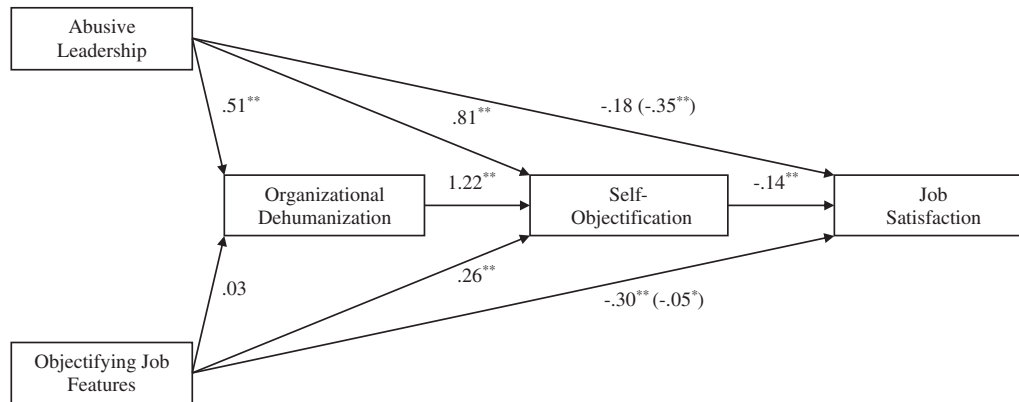 Abusive
Leadership
.51**
.81**
-.18 (-.35**)
Organizational
Dehumanization
1.22**
Self-
Objectification
-.14**
Job
Satisfaction
.03
.26**
-.30** (-.05*)
Objectifying Job
Features